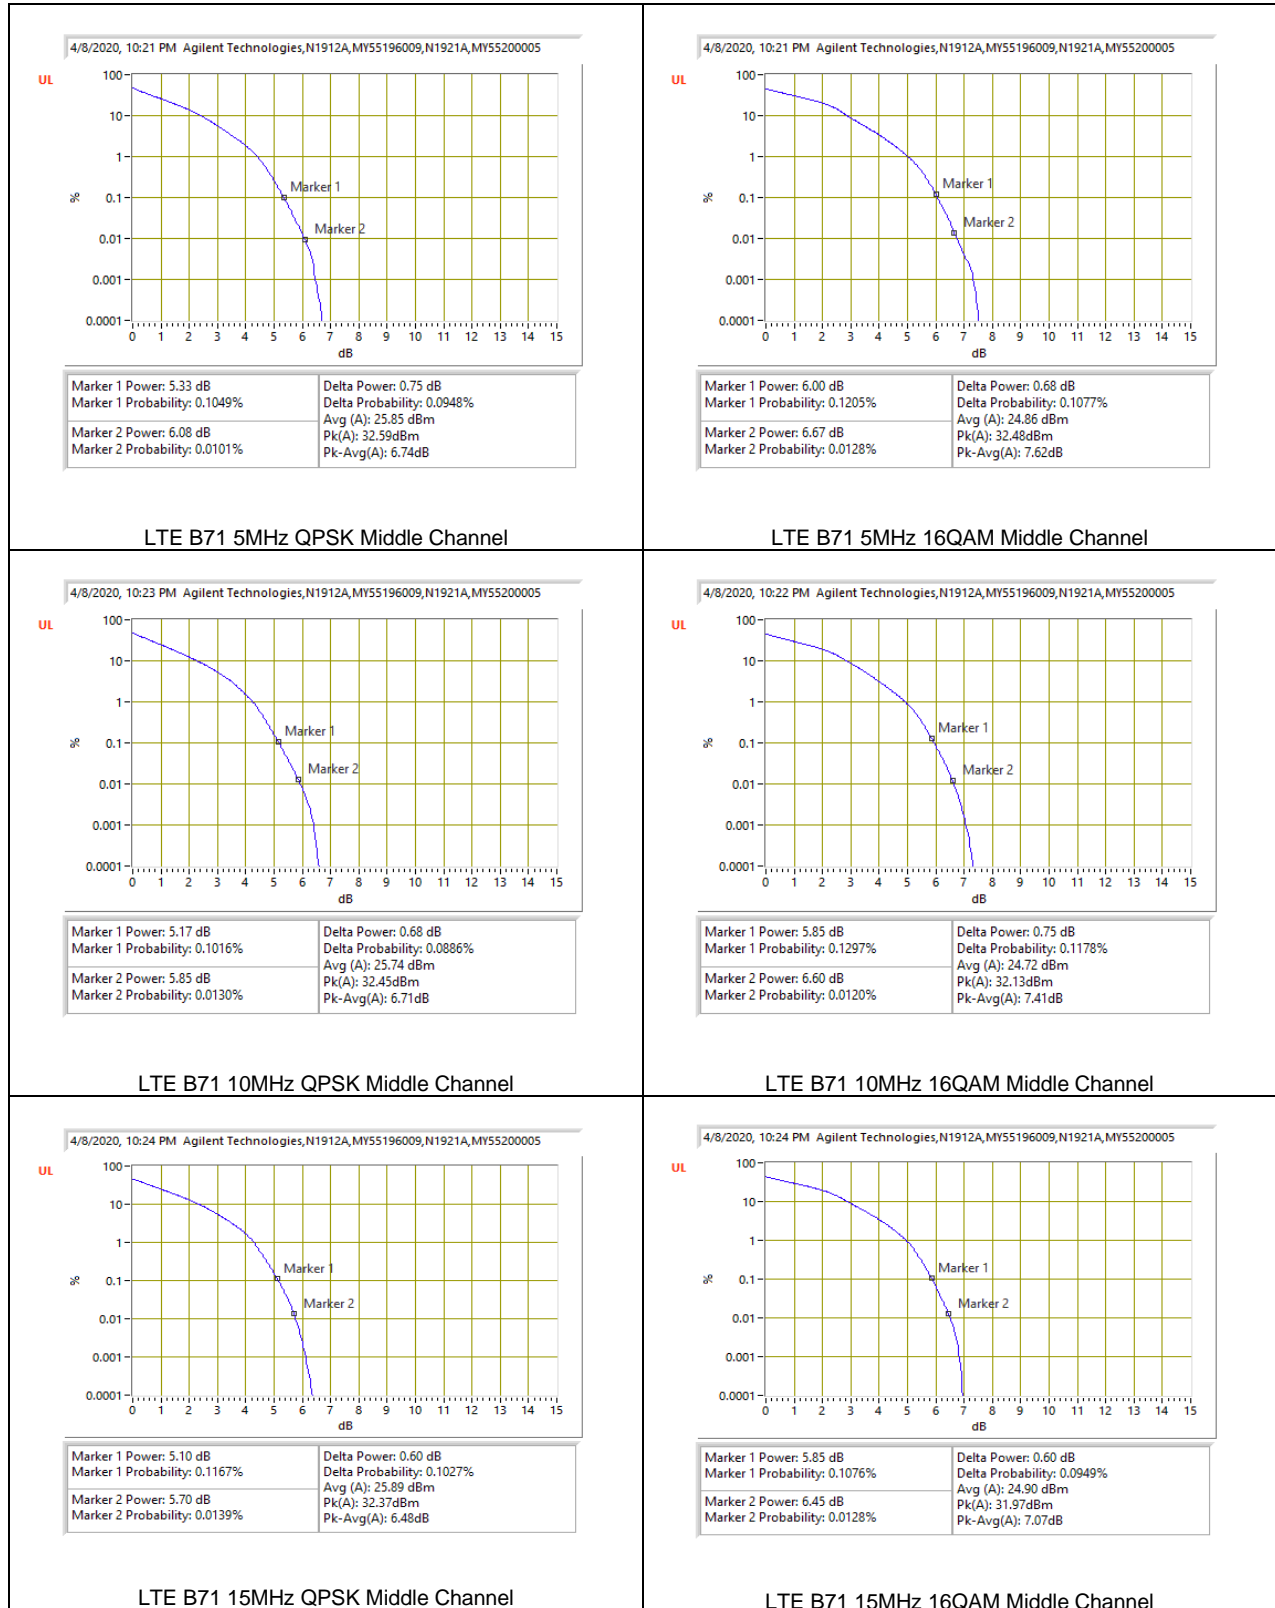 4/8/2020, 10:21 PM Agilent Technologies,N1912A,MY55196009,N1921A,MY55200005
UL
100
10
1
0.1
0.01
0.001
0.0001
%
Marker 1
Marker 2
0 1 2 3 4 5 6 7 8 9 10 11 12 13 14 15
dB
Marker 1 Power: 5.33 dB
Marker 1 Probability: 0.1049%
Marker 2 Power: 6.08 dB
Marker 2 Probability: 0.0101%
Delta Power: 0.75 dB
Delta Probability: 0.0948%
Avg (A): 25.85 dBm
Pk(A): 32.59dBm
Pk-Avg(A): 6.74dB
LTE B71 5MHz QPSK Middle Channel
4/8/2020, 10:21 PM Agilent Technologies,N1912A,MY55196009,N1921A,MY55200005
UL
100
10
1
0.1
0.01
0.001
0.0001
%
Marker 1
Marker 2
0 1 2 3 4 5 6 7 8 9 10 11 12 13 14 15
dB
Marker 1 Power: 6.00 dB
Marker 1 Probability: 0.1205%
Marker 2 Power: 6.67 dB
Marker 2 Probability: 0.0128%
Delta Power: 0.68 dB
Delta Probability: 0.1077%
Avg (A): 24.86 dBm
Pk(A): 32.48dBm
Pk-Avg(A): 7.62dB
LTE B71 5MHz 16QAM Middle Channel
4/8/2020, 10:23 PM Agilent Technologies,N1912A,MY55196009,N1921A,MY55200005
UL
100
10
1
0.1
0.01
0.001
0.0001
%
Marker 1
Marker 2
0 1 2 3 4 5 6 7 8 9 10 11 12 13 14 15
dB
Marker 1 Power: 5.17 dB
Marker 1 Probability: 0.1016%
Marker 2 Power: 5.85 dB
Marker 2 Probability: 0.0130%
Delta Power: 0.68 dB
Delta Probability: 0.0886%
Avg (A): 25.74 dBm
Pk(A): 32.45dBm
Pk-Avg(A): 6.71dB
LTE B71 10MHz QPSK Middle Channel
4/8/2020, 10:22 PM Agilent Technologies,N1912A,MY55196009,N1921A,MY55200005
UL
100
10
1
0.1
0.01
0.001
0.0001
%
Marker 1
Marker 2
0 1 2 3 4 5 6 7 8 9 10 11 12 13 14 15
dB
Marker 1 Power: 5.85 dB
Marker 1 Probability: 0.1297%
Marker 2 Power: 6.60 dB
Marker 2 Probability: 0.0120%
Delta Power: 0.75 dB
Delta Probability: 0.1178%
Avg (A): 24.72 dBm
Pk(A): 32.13dBm
Pk-Avg(A): 7.41dB
LTE B71 10MHz 16QAM Middle Channel
4/8/2020, 10:24 PM Agilent Technologies,N1912A,MY55196009,N1921A,MY55200005
UL
100
10
1
0.1
0.01
0.001
0.0001
%
Marker 1
Marker 2
0 1 2 3 4 5 6 7 8 9 10 11 12 13 14 15
dB
Marker 1 Power: 5.10 dB
Marker 1 Probability: 0.1167%
Marker 2 Power: 5.70 dB
Marker 2 Probability: 0.0139%
Delta Power: 0.60 dB
Delta Probability: 0.1027%
Avg (A): 25.89 dBm
Pk(A): 32.37dBm
Pk-Avg(A): 6.48dB
LTE B71 15MHz QPSK Middle Channel
4/8/2020, 10:24 PM Agilent Technologies,N1912A,MY55196009,N1921A,MY55200005
UL
100
10
1
0.1
0.01
0.001
0.0001
%
Marker 1
Marker 2
0 1 2 3 4 5 6 7 8 9 10 11 12 13 14 15
dB
Marker 1 Power: 5.85 dB
Marker 1 Probability: 0.1076%
Marker 2 Power: 6.45 dB
Marker 2 Probability: 0.0128%
Delta Power: 0.60 dB
Delta Probability: 0.0949%
Avg (A): 24.90 dBm
Pk(A): 31.97dBm
Pk-Avg(A): 7.07dB
LTE B71 15MHz 16QAM Middle Channel